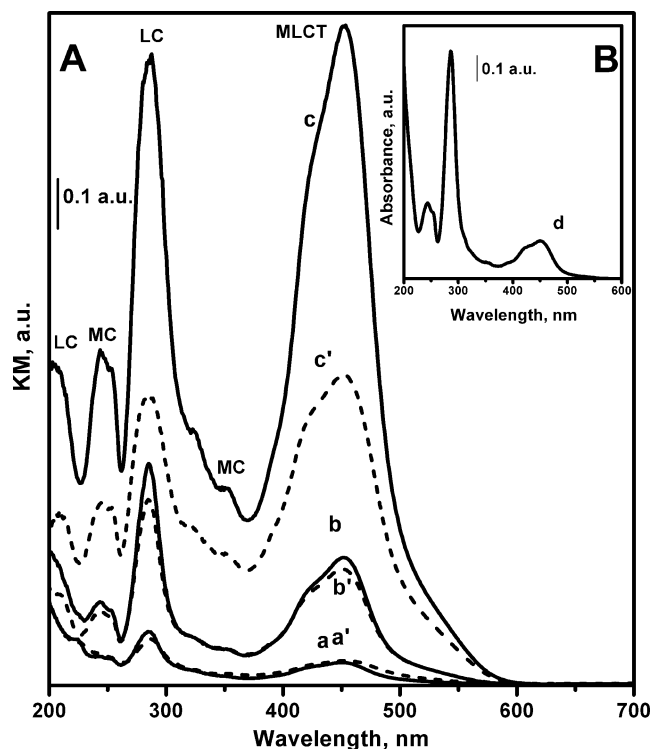 A
LC
MLCT
c
0.1 a.u.
LC
MC
c'
MC
b
b'
a a'
KM, a.u.
200 300 400 500 600 700
Wavelength, nm
B
0.1 a.u.
d
Absorbance, a.u.
200 300 400 500 600
Wavelength, nm